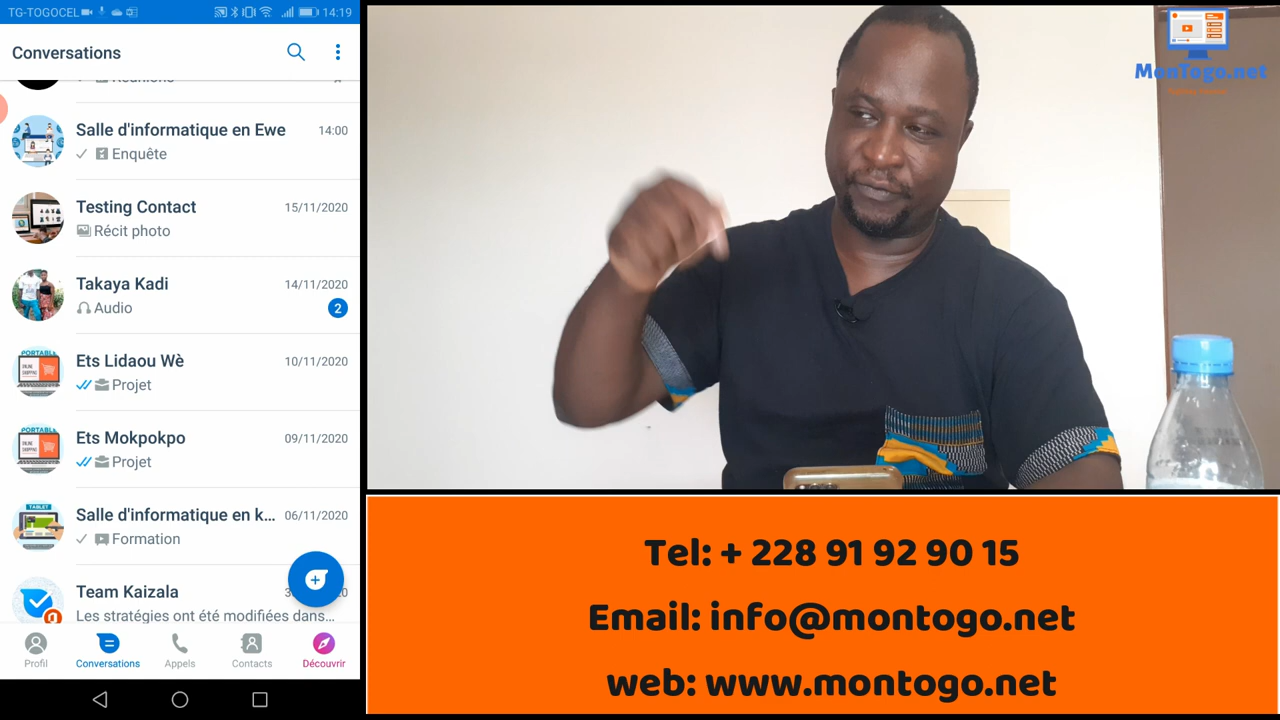 TG-TOGOCEL
14:19
Conversations
Réunions
Salle d'informatique en Ewe
14:00
Enquête
Testing Contact
15/11/2020
Récit photo
Takaya Kadi
14/11/2020
Audio
2
Ets Lidaou Wè
10/11/2020
Projet
Ets Mokpokpo
09/11/2020
Projet
Salle d'informatique en k...
06/11/2020
Formation
Team Kaizala
Les stratégies ont été modifiées dans...
Profil
Conversations
Appels
Contacts
Découvrir
MonTogo.net
Tel: + 228 91 92 90 15
Email: info@montogo.net
web: www.montogo.net